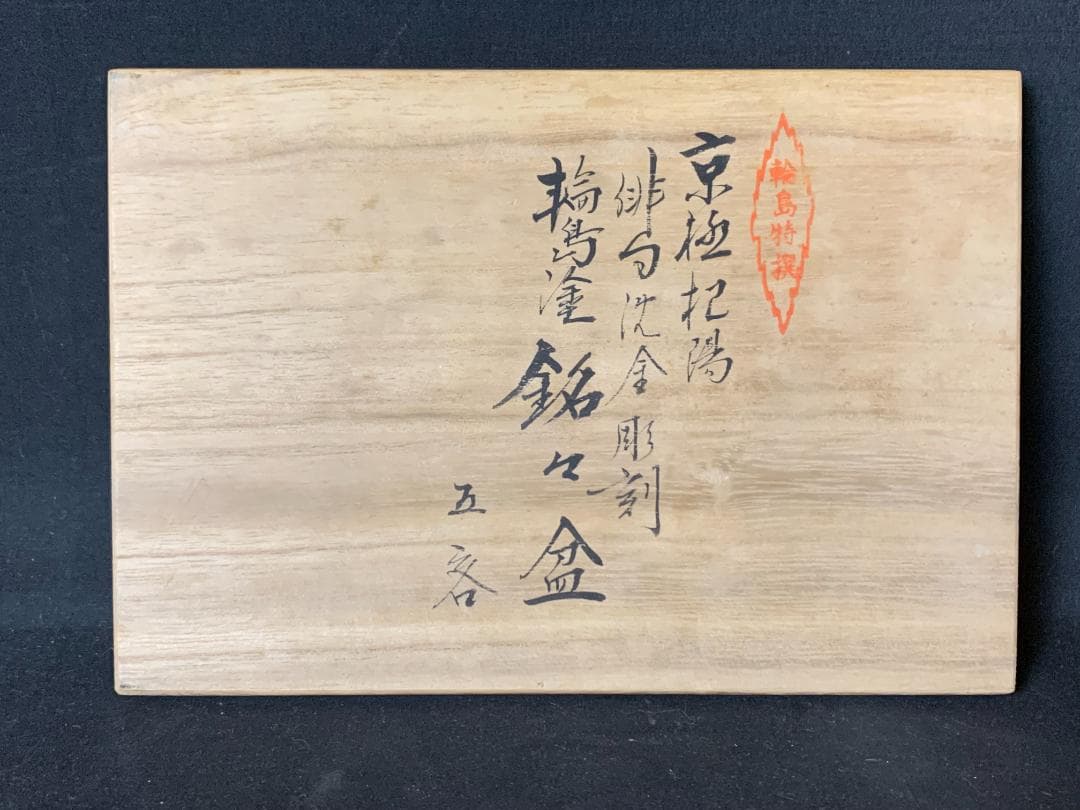 輪島特撰
京極杞陽
俳句沈金彫刻
輪島塗銘々盆
五客